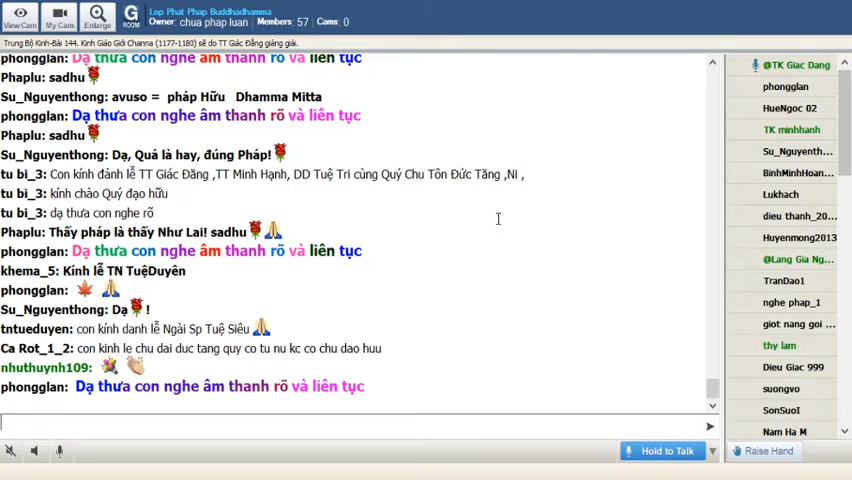 View Cam
My Cam
Enlarge
G
ROOM
Lop Phat Phap Buddhadhamma
Owner: chua phap luan
Members: 57
Cams: 0
Trung Bộ Kinh-Bài 144. Kinh Giáo Giới Channa (1177-1180) sẽ do TT Giác Đẳng giảng giải.
phongglan: Dạ thưa con nghe âm thanh rõ và liên tục
Phaplu: sadhu
Su_Nguyenthong: avuso = pháp Hữu Dhamma Mitta
phongglan: Dạ thưa con nghe âm thanh rõ và liên tục
Phaplu: sadhu
Su_Nguyenthong: Dạ, Quá là hay, đúng Pháp!
tu bi_3: Con kính đảnh lễ TT Giác Đăng ,TT Minh Hạnh, DD Tuệ Tri cùng Quý Chu Tôn Đức Tăng ,Ni ,
tu bi_3: kính chào Quý đạo hữu
tu bi_3: dạ thưa con nghe rõ
Phaplu: Thấy pháp là thấy Như Lai! sadhu
phongglan: Dạ thưa con nghe âm thanh rõ và liên tục
khema_5: Kính lễ TN TuệDuyên
phongglan:
Su_Nguyenthong: Dạ !
tntueduyen: con kính danh lễ Ngài Sp Tuệ Siêu
Ca Rot_1_2: con kinh le chu dai duc tang quy co tu nu kc co chu dao huu
nhuthuynh109:
phongglan: Dạ thưa con nghe âm thanh rõ và liên tục
Hold to Talk
@TK Giac Dang
phongglan
HueNgoc 02
TK minhhanh
Su_Nguyenth...
BinhMinhHoan...
Lukhach
dieu thanh_20...
Huyenmong2013
@Lang Gia Ng...
TranDao1
nghe phap_1
giot nang goi ...
thy lam
Dieu Giac 999
suongvo
SonSuoI
Nam Ha M
Raise Hand